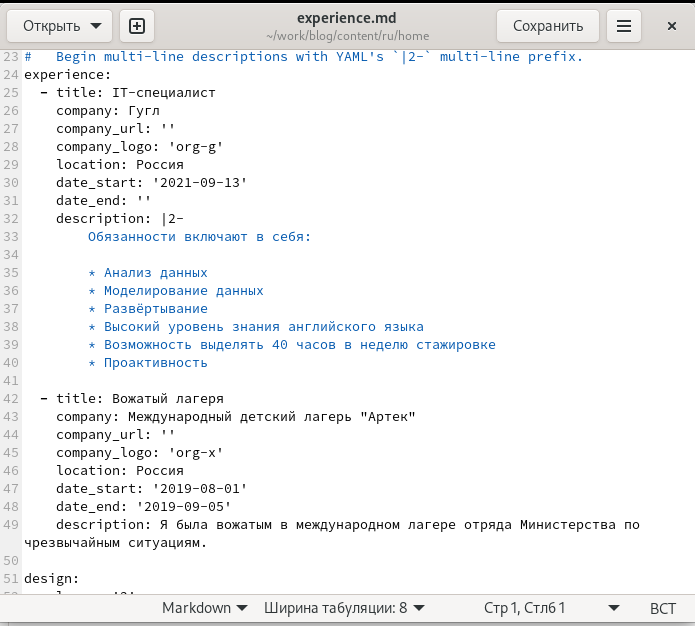 Открыть
experience.md
~/work/blog/content/ru/home
Сохранить
23 #   Begin multi-line descriptions with YAML's `|2-` multi-line prefix.
24 experience:
25   - title: IT-специалист
26     company: Гугл
27     company_url: ''
28     company_logo: 'org-g'
29     location: Россия
30     date_start: '2021-09-13'
31     date_end: ''
32     description: |2-
33         Обязанности включают в себя:
34
35         * Анализ данных
36         * Моделирование данных
37         * Развёртывание
38         * Высокий уровень знания английского языка
39         * Возможность выделять 40 часов в неделю стажировке
40         * Проактивность
41
42   - title: Вожатый лагеря
43     company: Международный детский лагерь "Артек"
44     company_url: ''
45     company_logo: 'org-x'
46     location: Россия
47     date_start: '2019-08-01'
48     date_end: '2019-09-05'
49     description: Я была вожатым в международном лагере отряда Министерства по
чрезвычайным ситуациям.
50
51 design:
Markdown Ширина табуляции: 8 Стр 1, Стлб 1 ВСТ